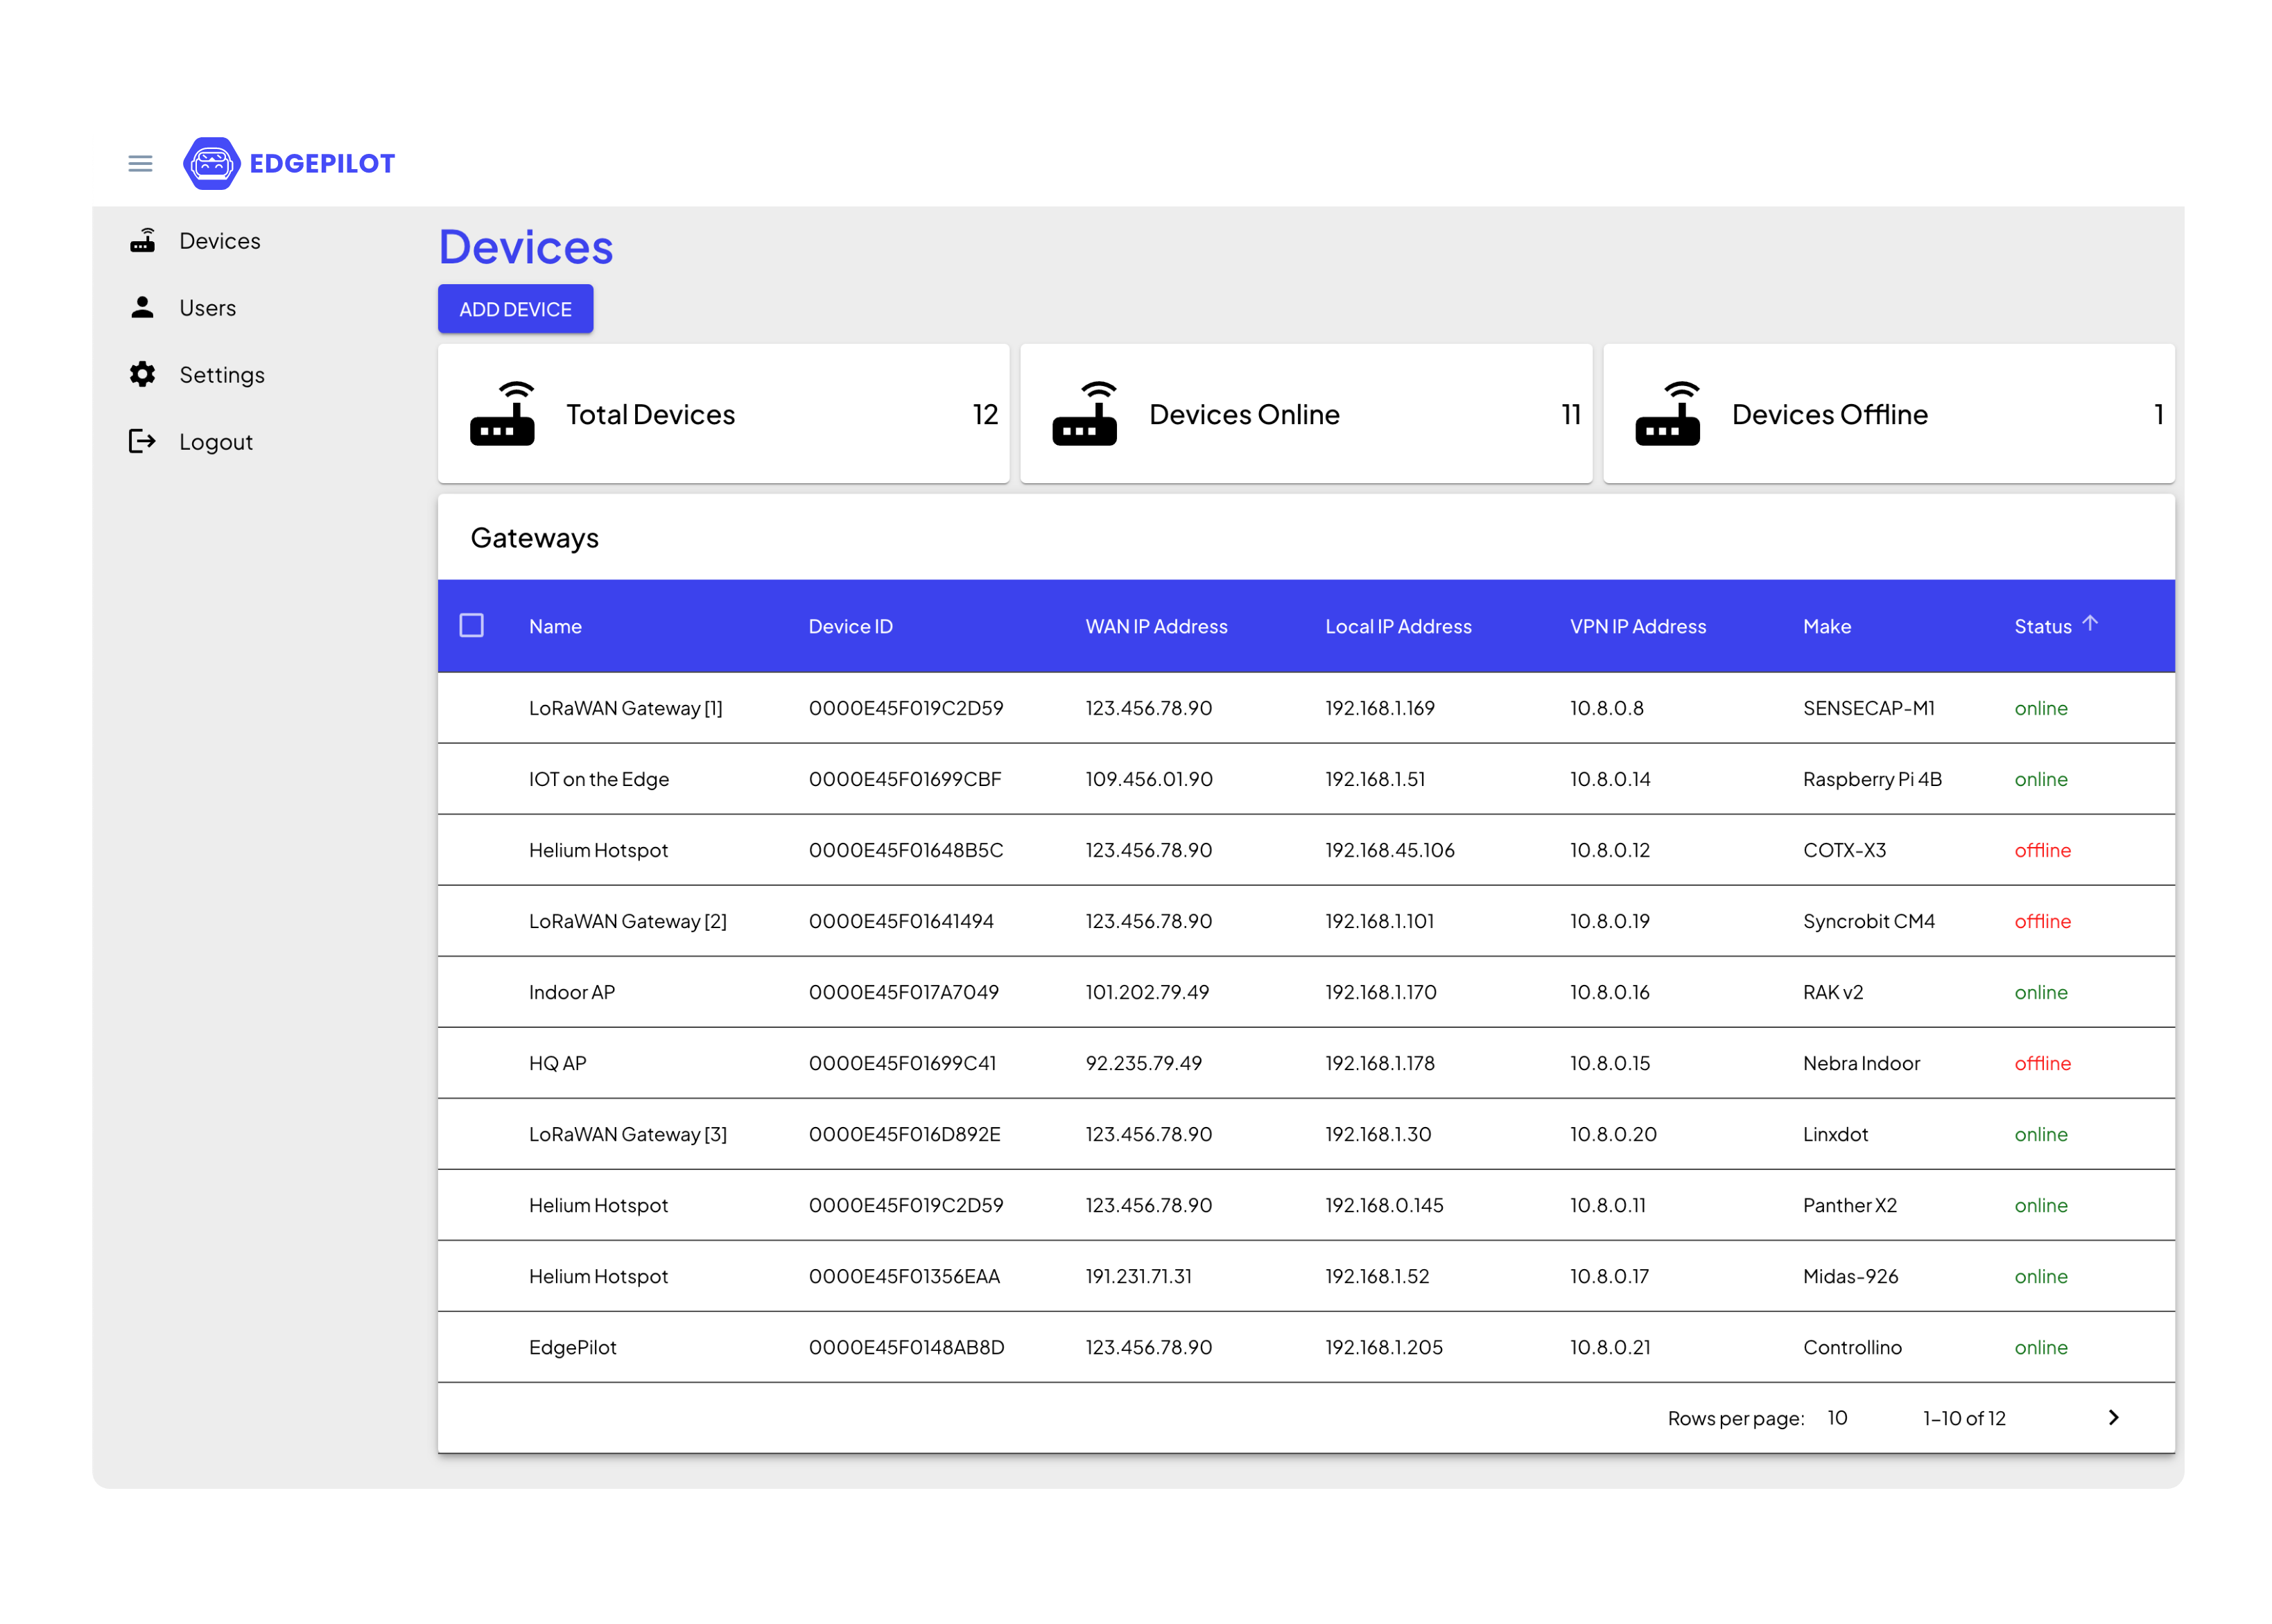 EDGEPILOT
Devices
Users
Settings
Logout
Devices
ADD DEVICE
Total Devices 12
Devices Online 11
Devices Offline 1
Gateways
Name Device ID WAN IP Address Local IP Address VPN IP Address Make Status
LoRaWAN Gateway [1] 0000E45F019C2D59 123.456.78.90 192.168.1.169 10.8.0.8 SENSECAP-M1 online
IOT on the Edge 0000E45F01699CBF 109.456.01.90 192.168.1.51 10.8.0.14 Raspberry Pi 4B online
Helium Hotspot 0000E45F01648B5C 123.456.78.90 192.168.45.106 10.8.0.12 COTX-X3 offline
LoRaWAN Gateway [2] 0000E45F01641494 123.456.78.90 192.168.1.101 10.8.0.19 Syncrobit CM4 offline
Indoor AP 0000E45F017A7049 101.202.79.49 192.168.1.170 10.8.0.16 RAK v2 online
HQ AP 0000E45F01699C41 92.235.79.49 192.168.1.178 10.8.0.15 Nebra Indoor offline
LoRaWAN Gateway [3] 0000E45F016D892E 123.456.78.90 192.168.1.30 10.8.0.20 Linxdot online
Helium Hotspot 0000E45F019C2D59 123.456.78.90 192.168.0.145 10.8.0.11 Panther X2 online
Helium Hotspot 0000E45F01356EAA 191.231.71.31 192.168.1.52 10.8.0.17 Midas-926 online
EdgePilot 0000E45F0148AB8D 123.456.78.90 192.168.1.205 10.8.0.21 Controllino online
Rows per page: 10 1–10 of 12